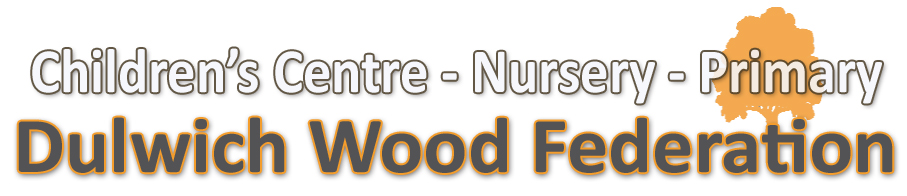 Children's Centre - Nursery - Primary
Dulwich Wood Federation